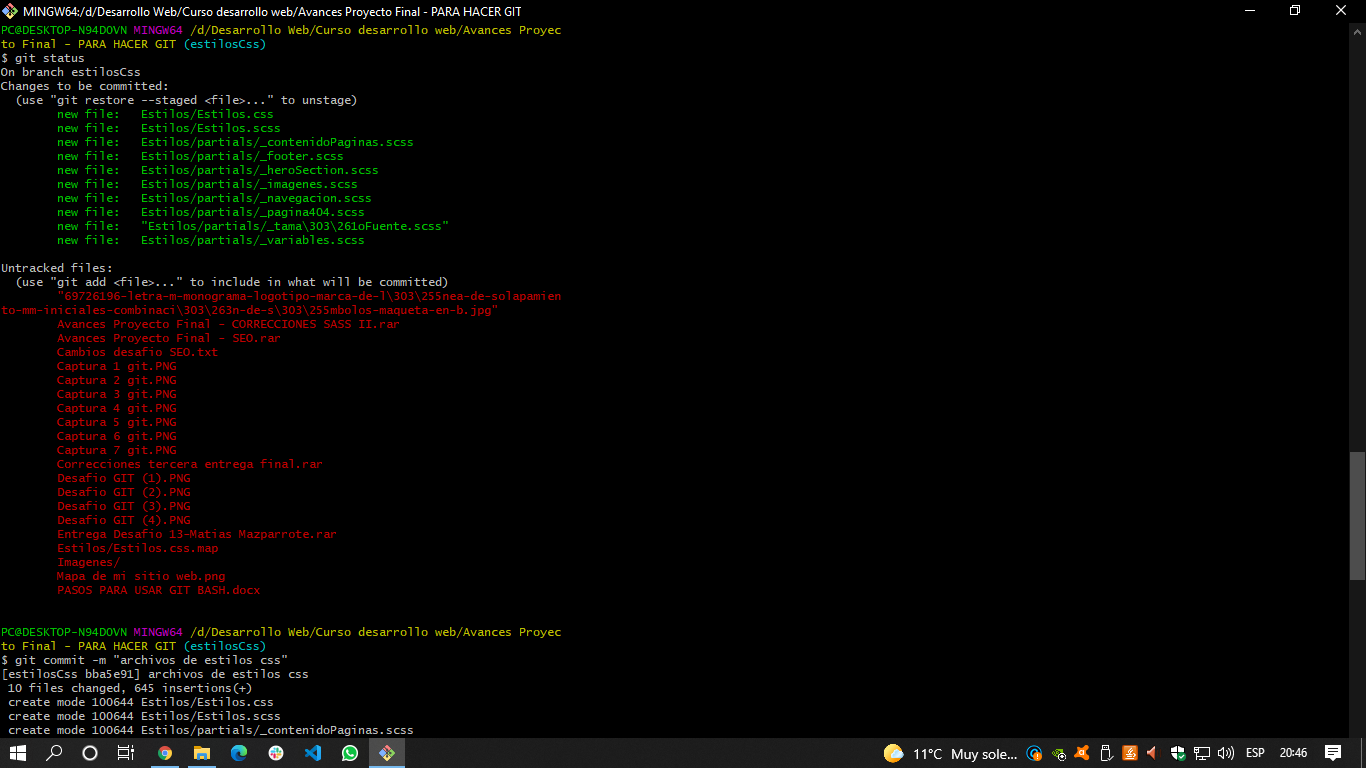 MINGW64:/d/Desarrollo Web/Curso desarrollo web/Avances Proyecto Final - PARA HACER GIT
PC@DESKTOP-N94DOVN MINGW64 /d/Desarrollo Web/Curso desarrollo web/Avances Proyec
to Final - PARA HACER GIT (estilosCss)
$ git status
On branch estilosCss
Changes to be committed:
  (use "git restore --staged <file>..." to unstage)
        new file:   Estilos/Estilos.css
        new file:   Estilos/Estilos.scss
        new file:   Estilos/partials/_contenidoPaginas.scss
        new file:   Estilos/partials/_footer.scss
        new file:   Estilos/partials/_heroSection.scss
        new file:   Estilos/partials/_imagenes.scss
        new file:   Estilos/partials/_navegacion.scss
        new file:   Estilos/partials/_pagina404.scss
        new file:   "Estilos/partials/_tama\303\261oFuente.scss"
        new file:   Estilos/partials/_variables.scss

Untracked files:
  (use "git add <file>..." to include in what will be committed)
        "69726196-letra-m-monograma-logotipo-marca-de-l\303\255nea-de-solapamien
to-mm-iniciales-combinaci\303\263n-de-s\303\255mbolos-maqueta-en-b.jpg"
        Avances Proyecto Final - CORRECCIONES SASS II.rar
        Avances Proyecto Final - SEO.rar
        Cambios desafio SEO.txt
        Captura 1 git.PNG
        Captura 2 git.PNG
        Captura 3 git.PNG
        Captura 4 git.PNG
        Captura 5 git.PNG
        Captura 6 git.PNG
        Captura 7 git.PNG
        Correcciones tercera entrega final.rar
        Desafio GIT (1).PNG
        Desafio GIT (2).PNG
        Desafio GIT (3).PNG
        Desafio GIT (4).PNG
        Entrega Desafio 13-Matias Mazparrote.rar
        Estilos/Estilos.css.map
        Imagenes/
        Mapa de mi sitio web.png
        PASOS PARA USAR GIT BASH.docx

PC@DESKTOP-N94DOVN MINGW64 /d/Desarrollo Web/Curso desarrollo web/Avances Proyec
to Final - PARA HACER GIT (estilosCss)
$ git commit -m "archivos de estilos css"
[estilosCss bba5e91] archivos de estilos css
 10 files changed, 645 insertions(+)
 create mode 100644 Estilos/Estilos.css
 create mode 100644 Estilos/Estilos.scss
 create mode 100644 Estilos/partials/_contenidoPaginas.scss
11°C Muy sole... ESP 20:46